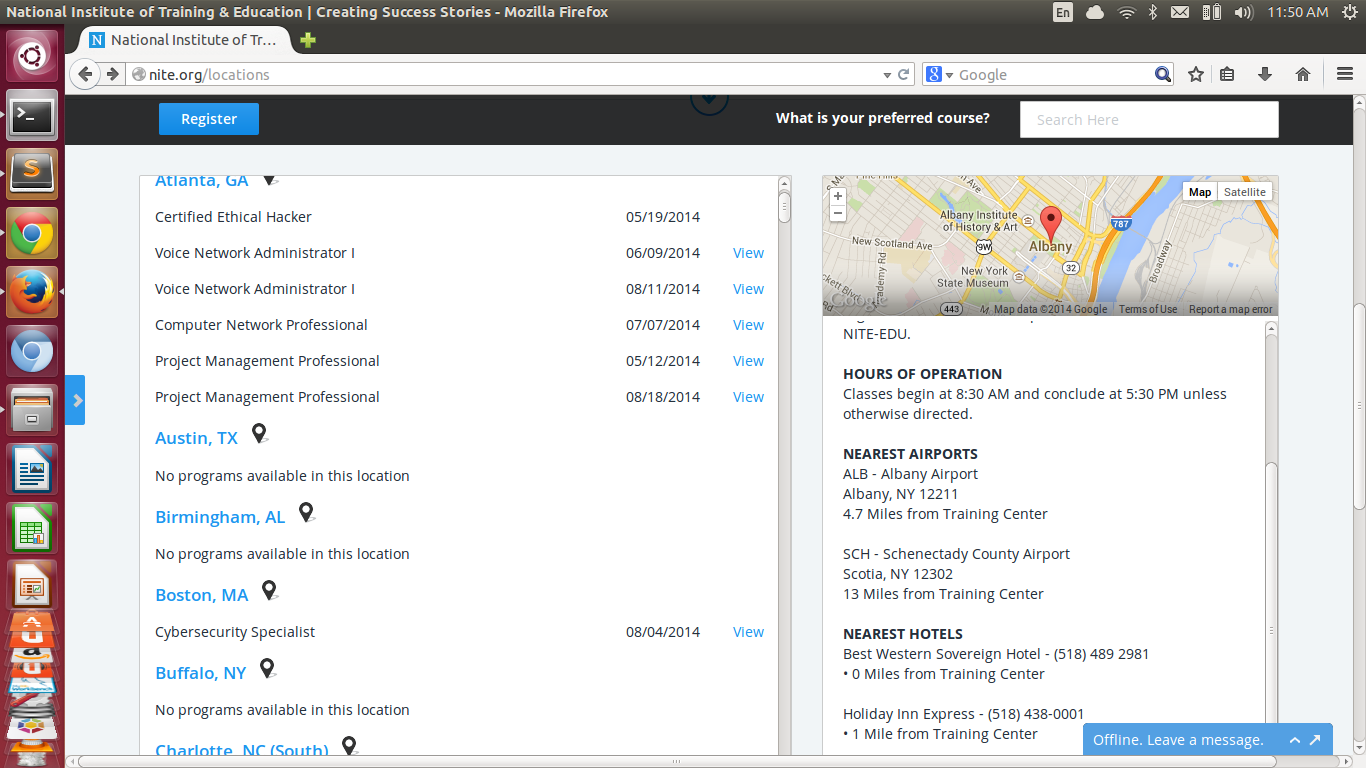 National Institute of Training & Education | Creating Success Stories - Mozilla Firefox
En
11:50 AM
N National Institute of Tr...
nite.org/locations
Google
Register
What is your preferred course?
Search Here
Atlanta, GA
Certified Ethical Hacker 05/19/2014
Voice Network Administrator I 06/09/2014 View
Voice Network Administrator I 08/11/2014 View
Computer Network Professional 07/07/2014 View
Project Management Professional 05/12/2014 View
Project Management Professional 08/18/2014 View
Austin, TX
No programs available in this location
Birmingham, AL
No programs available in this location
Boston, MA
Cybersecurity Specialist 08/04/2014 View
Buffalo, NY
No programs available in this location
Charlotte, NC (South)
Map Satellite
Albany Institute
of History & Art
787
New Scotland Ave
9W
Albany
Broadway
32
New York
State Museum
Google
443
Map data ©2014 Google Terms of Use Report a map error
NITE-EDU.
HOURS OF OPERATION
Classes begin at 8:30 AM and conclude at 5:30 PM unless
otherwise directed.
NEAREST AIRPORTS
ALB - Albany Airport
Albany, NY 12211
4.7 Miles from Training Center
SCH - Schenectady County Airport
Scotia, NY 12302
13 Miles from Training Center
NEAREST HOTELS
Best Western Sovereign Hotel - (518) 489 2981
• 0 Miles from Training Center
Holiday Inn Express - (518) 438-0001
• 1 Mile from Training Center
Offline. Leave a message.